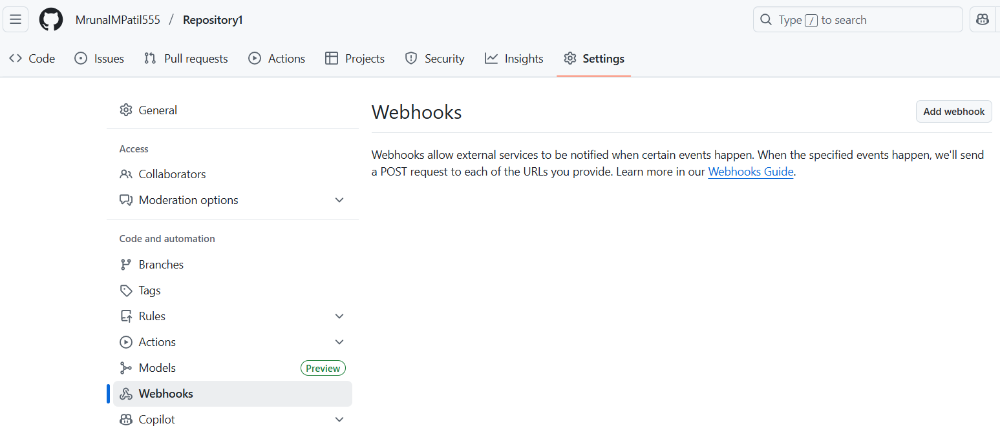 MrunalMPatil555 / Repository1
Type / to search
Code Issues Pull requests Actions Projects Security Insights Settings
General
Access
Collaborators
Moderation options
Code and automation
Branches
Tags
Rules
Actions
Models Preview
Webhooks
Copilot
Webhooks
Add webhook
Webhooks allow external services to be notified when certain events happen. When the specified events happen, we'll send
a POST request to each of the URLs you provide. Learn more in our Webhooks Guide.